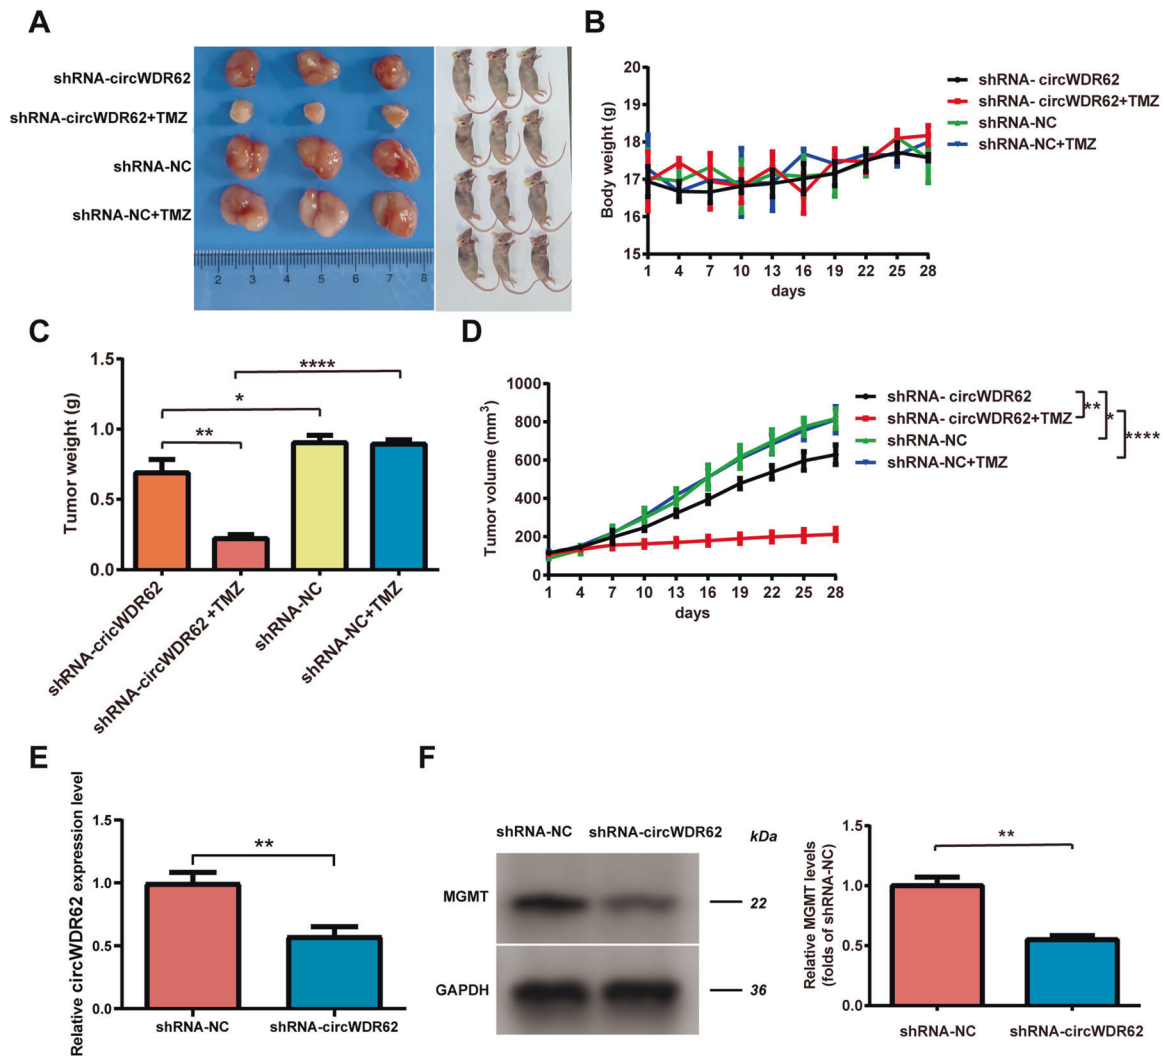 A
shRNA-circWDR62
shRNA-circWDR62+TMZ
shRNA-NC
shRNA-NC+TMZ
2 3 4 5 6 7 8
B
Body weight (g)
20
19
18
17
16
15
1 4 7 10 13 16 19 22 25 28
days
shRNA- circWDR62
shRNA- circWDR62+TMZ
shRNA-NC
shRNA-NC+TMZ
C
Tumor weight (g)
1.5
1.0
0.5
0.0
****
*
**
shRNA-cricWDR62
shRNA-circWDR62 +TMZ
shRNA-NC
shRNA-NC+TMZ
D
Tumor volume (mm³)
1000
800
600
400
200
0
1 4 7 10 13 16 19 22 25 28
days
shRNA- circWDR62
shRNA- circWDR62+TMZ
shRNA-NC
shRNA-NC+TMZ
**
*
****
E
Relative circWDR62 expression level
1.5
1.0
0.5
0.0
**
shRNA-NC shRNA-circWDR62
F
shRNA-NC shRNA-circWDR62 kDa
MGMT 22
GAPDH 36
Relative MGMT levels
(folds of shRNA-NC)
1.5
1.0
0.5
0.0
**
shRNA-NC shRNA-circWDR62